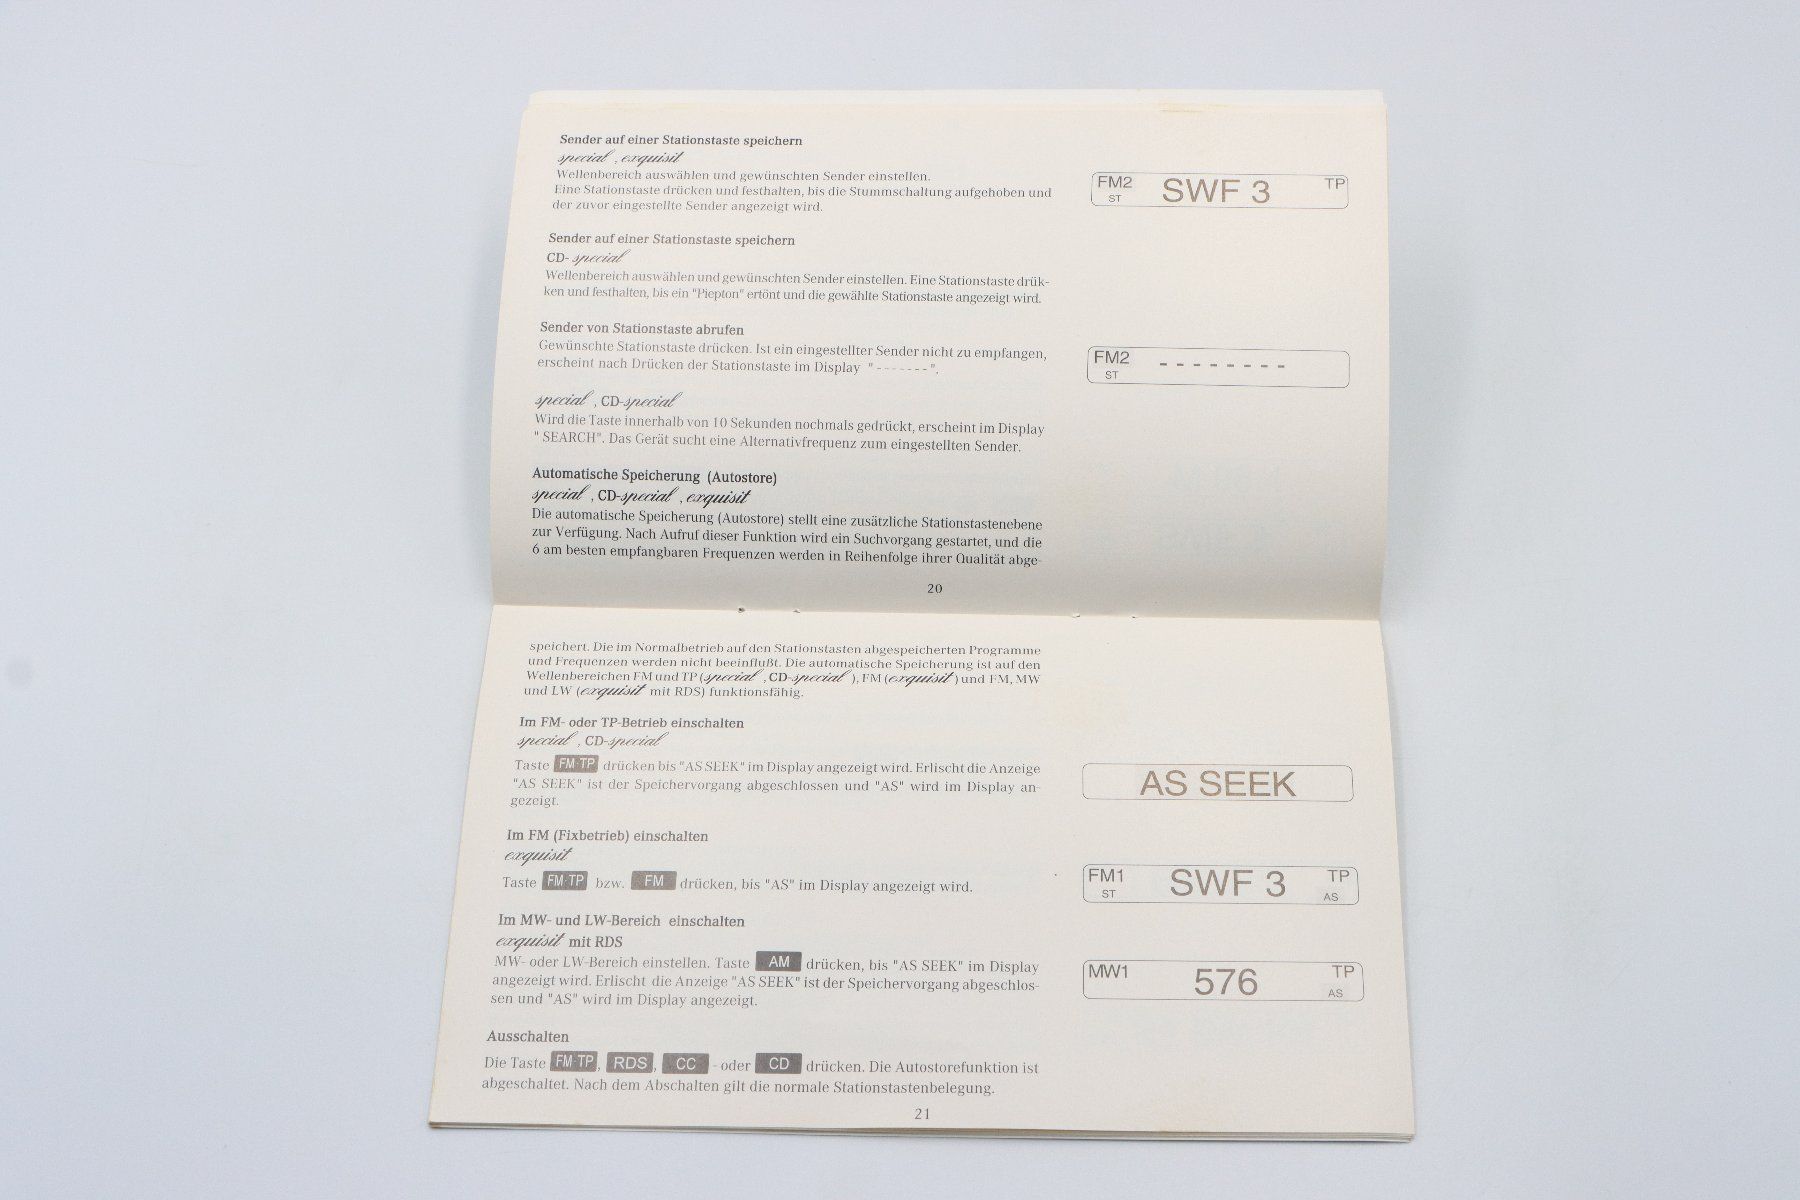 Sender auf einer Stationstaste speichern
special , exquisit
Wellenbereich auswählen und gewünschten Sender einstellen.
Eine Stationstaste drücken und festhalten, bis die Stummschaltung aufgehoben und
der zuvor eingestellte Sender angezeigt wird.
FM2 SWF 3 TP
ST
Sender auf einer Stationstaste speichern
CD- special
Wellenbereich auswählen und gewünschten Sender einstellen. Eine Stationstaste drük-
ken und festhalten, bis ein "Piepton" ertönt und die gewählte Stationstaste angezeigt wird.
Sender von Stationstaste abrufen
Gewünschte Stationstaste drücken. Ist ein eingestellter Sender nicht zu empfangen,
erscheint nach Drücken der Stationstaste im Display "-------".
FM2 --------
ST
special , CD-special
Wird die Taste innerhalb von 10 Sekunden nochmals gedrückt, erscheint im Display
" SEARCH". Das Gerät sucht eine Alternativfrequenz zum eingestellten Sender.
Automatische Speicherung (Autostore)
special , CD-special , exquisit
Die automatische Speicherung (Autostore) stellt eine zusätzliche Stationstastenebene
zur Verfügung. Nach Aufruf dieser Funktion wird ein Suchvorgang gestartet, und die
6 am besten empfangbaren Frequenzen werden in Reihenfolge ihrer Qualität abge-
20
speichert. Die im Normalbetrieb auf den Stationstasten abgespeicherten Programme
und Frequenzen werden nicht beeinflußt. Die automatische Speicherung ist auf den
Wellenbereichen FM und TP (special , CD-special ), FM (exquisit ) und FM, MW
und LW (exquisit mit RDS) funktionsfähig.
Im FM- oder TP-Betrieb einschalten
special , CD-special
Taste FM·TP drücken bis "AS SEEK" im Display angezeigt wird. Erlischt die Anzeige
"AS SEEK" ist der Speichervorgang abgeschlossen und "AS" wird im Display an-
gezeigt.
AS SEEK
Im FM (Fixbetrieb) einschalten
exquisit
Taste FM·TP bzw. FM drücken, bis "AS" im Display angezeigt wird.
FM1 SWF 3 TP
ST AS
Im MW- und LW-Bereich einschalten
exquisit mit RDS
MW- oder LW-Bereich einstellen. Taste AM drücken, bis "AS SEEK" im Display
angezeigt wird. Erlischt die Anzeige "AS SEEK" ist der Speichervorgang abgeschlos-
sen und "AS" wird im Display angezeigt.
MW1 576 TP
AS
Ausschalten
Die Taste FM·TP, RDS, CC - oder CD drücken. Die Autostorefunktion ist
abgeschaltet. Nach dem Abschalten gilt die normale Stationstastenbelegung.
21